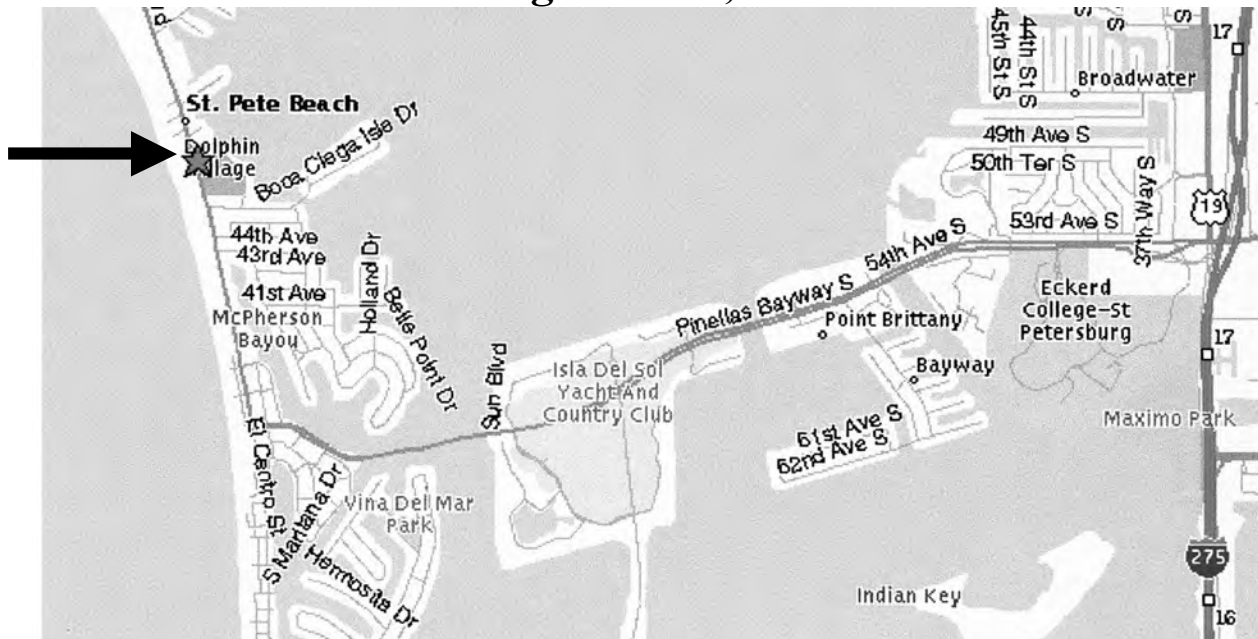 17
45th St S
44th St S
S
S
S
Broadwater
St. Pete Beach
Dolphin
Village
Boca Ciega Isle Dr
49th Ave S
50th Ter S
37th Way S
19
53rd Ave S
54th Ave S
44th Ave
43rd Ave
41st Ave
Holland Dr
Belle Point Dr
McPherson
Bayou
Pinellas Bayway S
Eckerd
College-St
Petersburg
Point Brittany
17
Sun Blvd
Isla Del Sol
Yacht And
Country Club
Bayway
61st Ave S
62nd Ave S
Maximo Park
El Centro St
S Maritana Dr
Vina Del Mar
Park
Hermosita Dr
275
Indian Key
16